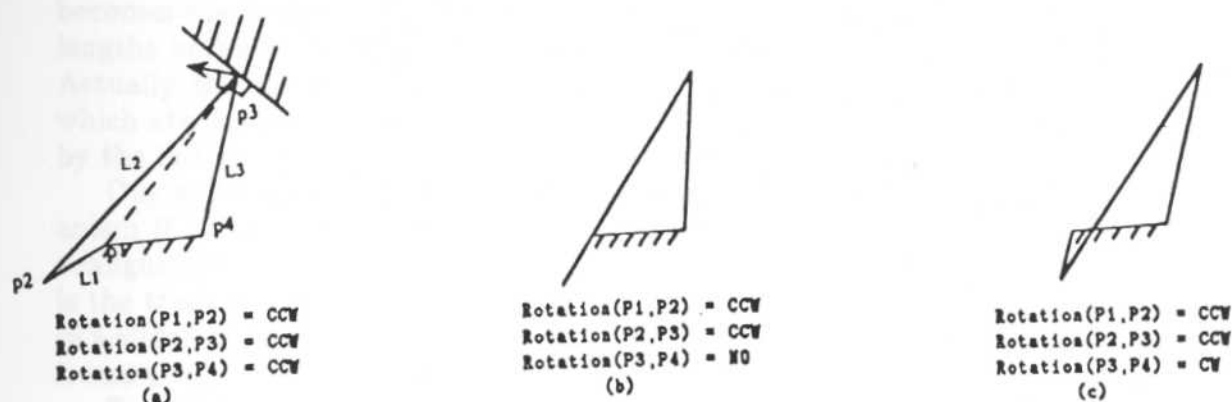 p3
L2
L3
p4
L1
p2
Rotation(P1,P2) = CCW
Rotation(P2,P3) = CCW
Rotation(P3,P4) = CCW
(a)
Rotation(P1,P2) = CCW
Rotation(P2,P3) = CCW
Rotation(P3,P4) = NO
(b)
Rotation(P1,P2) = CCW
Rotation(P2,P3) = CCW
Rotation(P3,P4) = CW
(c)